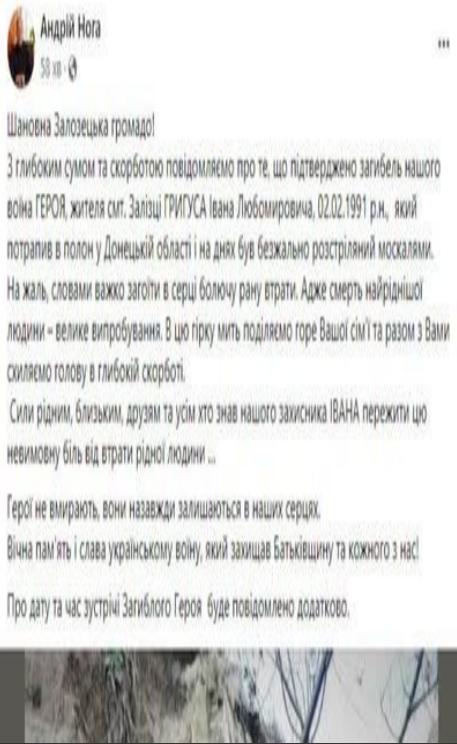 Андрій Нога
58 хв ·
Шановна Залозецька громадо!
З глибоким сумом та скорботою повідомляємо про те, що підтверджено загибель нашого
воїна ГЕРОЯ, жителя смт. Залізці ГРИГУСА Івана Любомировича, 02.02.1991 р.н., який
потрапив в полон у Донецькій області і на днях був безжально розстріляний москалями.
На жаль, словами важко загоїти в серці болючу рану втрати. Адже смерть найріднішої
людини – велике випробування. В цю гірку мить поділяємо горе Вашої сім'ї та разом з Вами
схиляємо голову в глибокій скорботі.
Сили рідним, близьким, друзям та усім хто знав нашого захисника ІВАНА пережити цю
невимовну біль від втрати рідної людини ...
Герої не вмирають, вони назавжди залишаються в наших серцях.
Вічна пам'ять і слава українському воїну, який захищав Батьківщину та кожного з нас!
Про дату та час зустрічі Загиблого Героя буде повідомлено додатково.